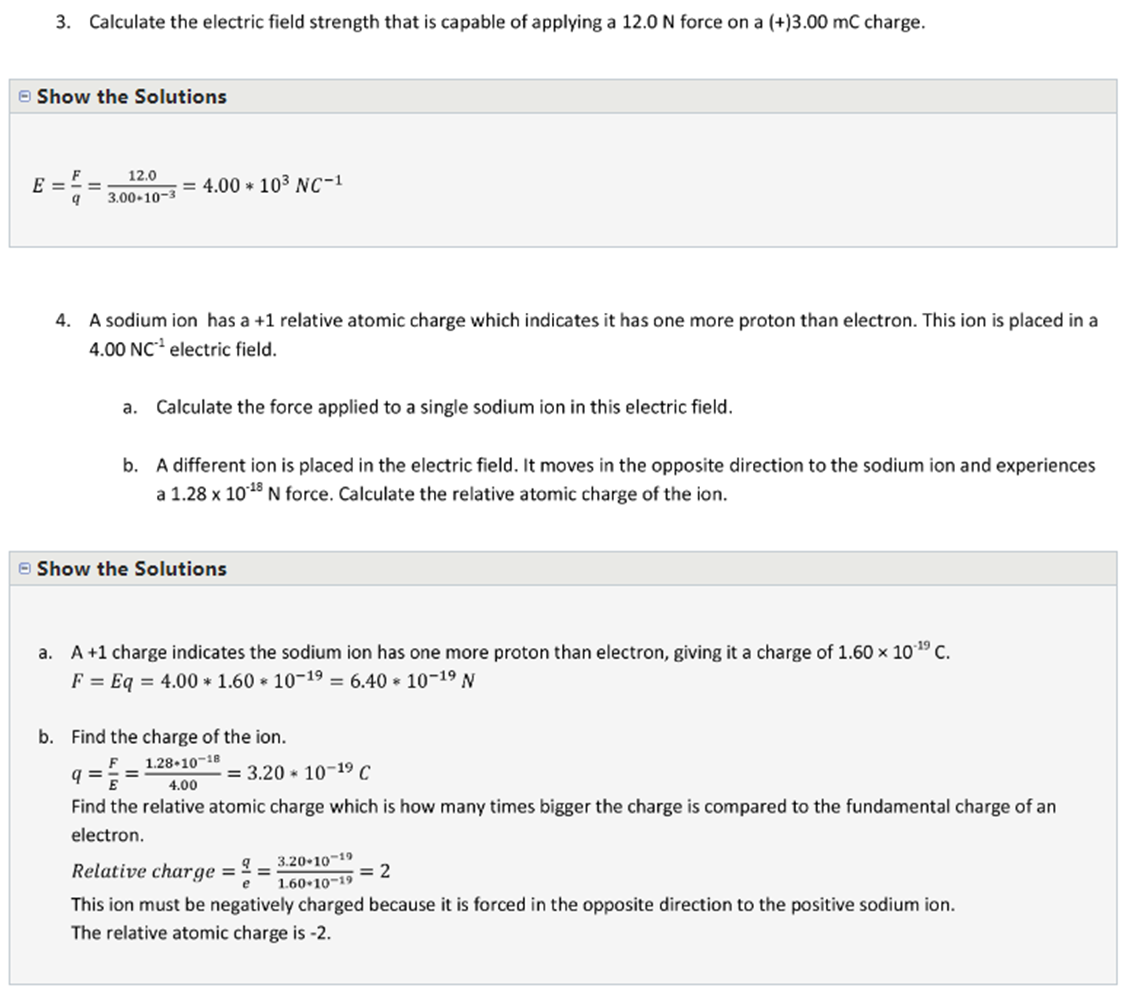 3. Calculate the electric field strength that is capable of applying a 12.0 N force on a (+)3.00 mC charge.
Show the Solutions
E = F/q = 12.0/3.00*10⁻³ = 4.00 * 10³ NC⁻¹
4. A sodium ion has a +1 relative atomic charge which indicates it has one more proton than electron. This ion is placed in a
4.00 NC⁻¹ electric field.
a. Calculate the force applied to a single sodium ion in this electric field.
b. A different ion is placed in the electric field. It moves in the opposite direction to the sodium ion and experiences
a 1.28 x 10⁻¹⁸ N force. Calculate the relative atomic charge of the ion.
Show the Solutions
a. A +1 charge indicates the sodium ion has one more proton than electron, giving it a charge of 1.60 × 10⁻¹⁹ C.
F = Eq = 4.00 * 1.60 * 10⁻¹⁹ = 6.40 * 10⁻¹⁹ N
b. Find the charge of the ion.
q = F/E = 1.28*10⁻¹⁸/4.00 = 3.20 * 10⁻¹⁹ C
Find the relative atomic charge which is how many times bigger the charge is compared to the fundamental charge of an
electron.
Relative charge = q/e = 3.20*10⁻¹⁹/1.60*10⁻¹⁹ = 2
This ion must be negatively charged because it is forced in the opposite direction to the positive sodium ion.
The relative atomic charge is -2.